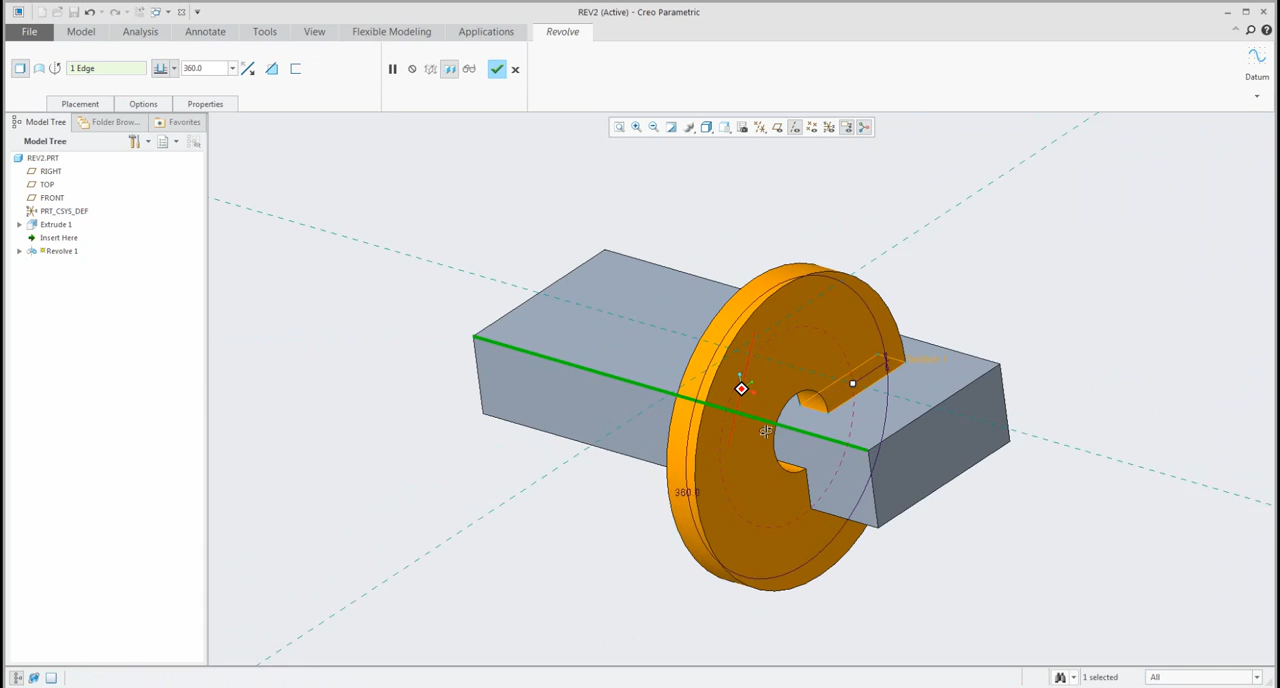 REV2 (Active) - Creo Parametric
File Model Analysis Annotate Tools View Flexible Modeling Applications Revolve
1 Edge 360.0
Datum
Placement Options Properties
Model Tree Folder Brow... Favorites
Model Tree
REV2.PRT
RIGHT
TOP
FRONT
PRT_CSYS_DEF
Extrude 1
Insert Here
Revolve 1
360.0
1 selected All